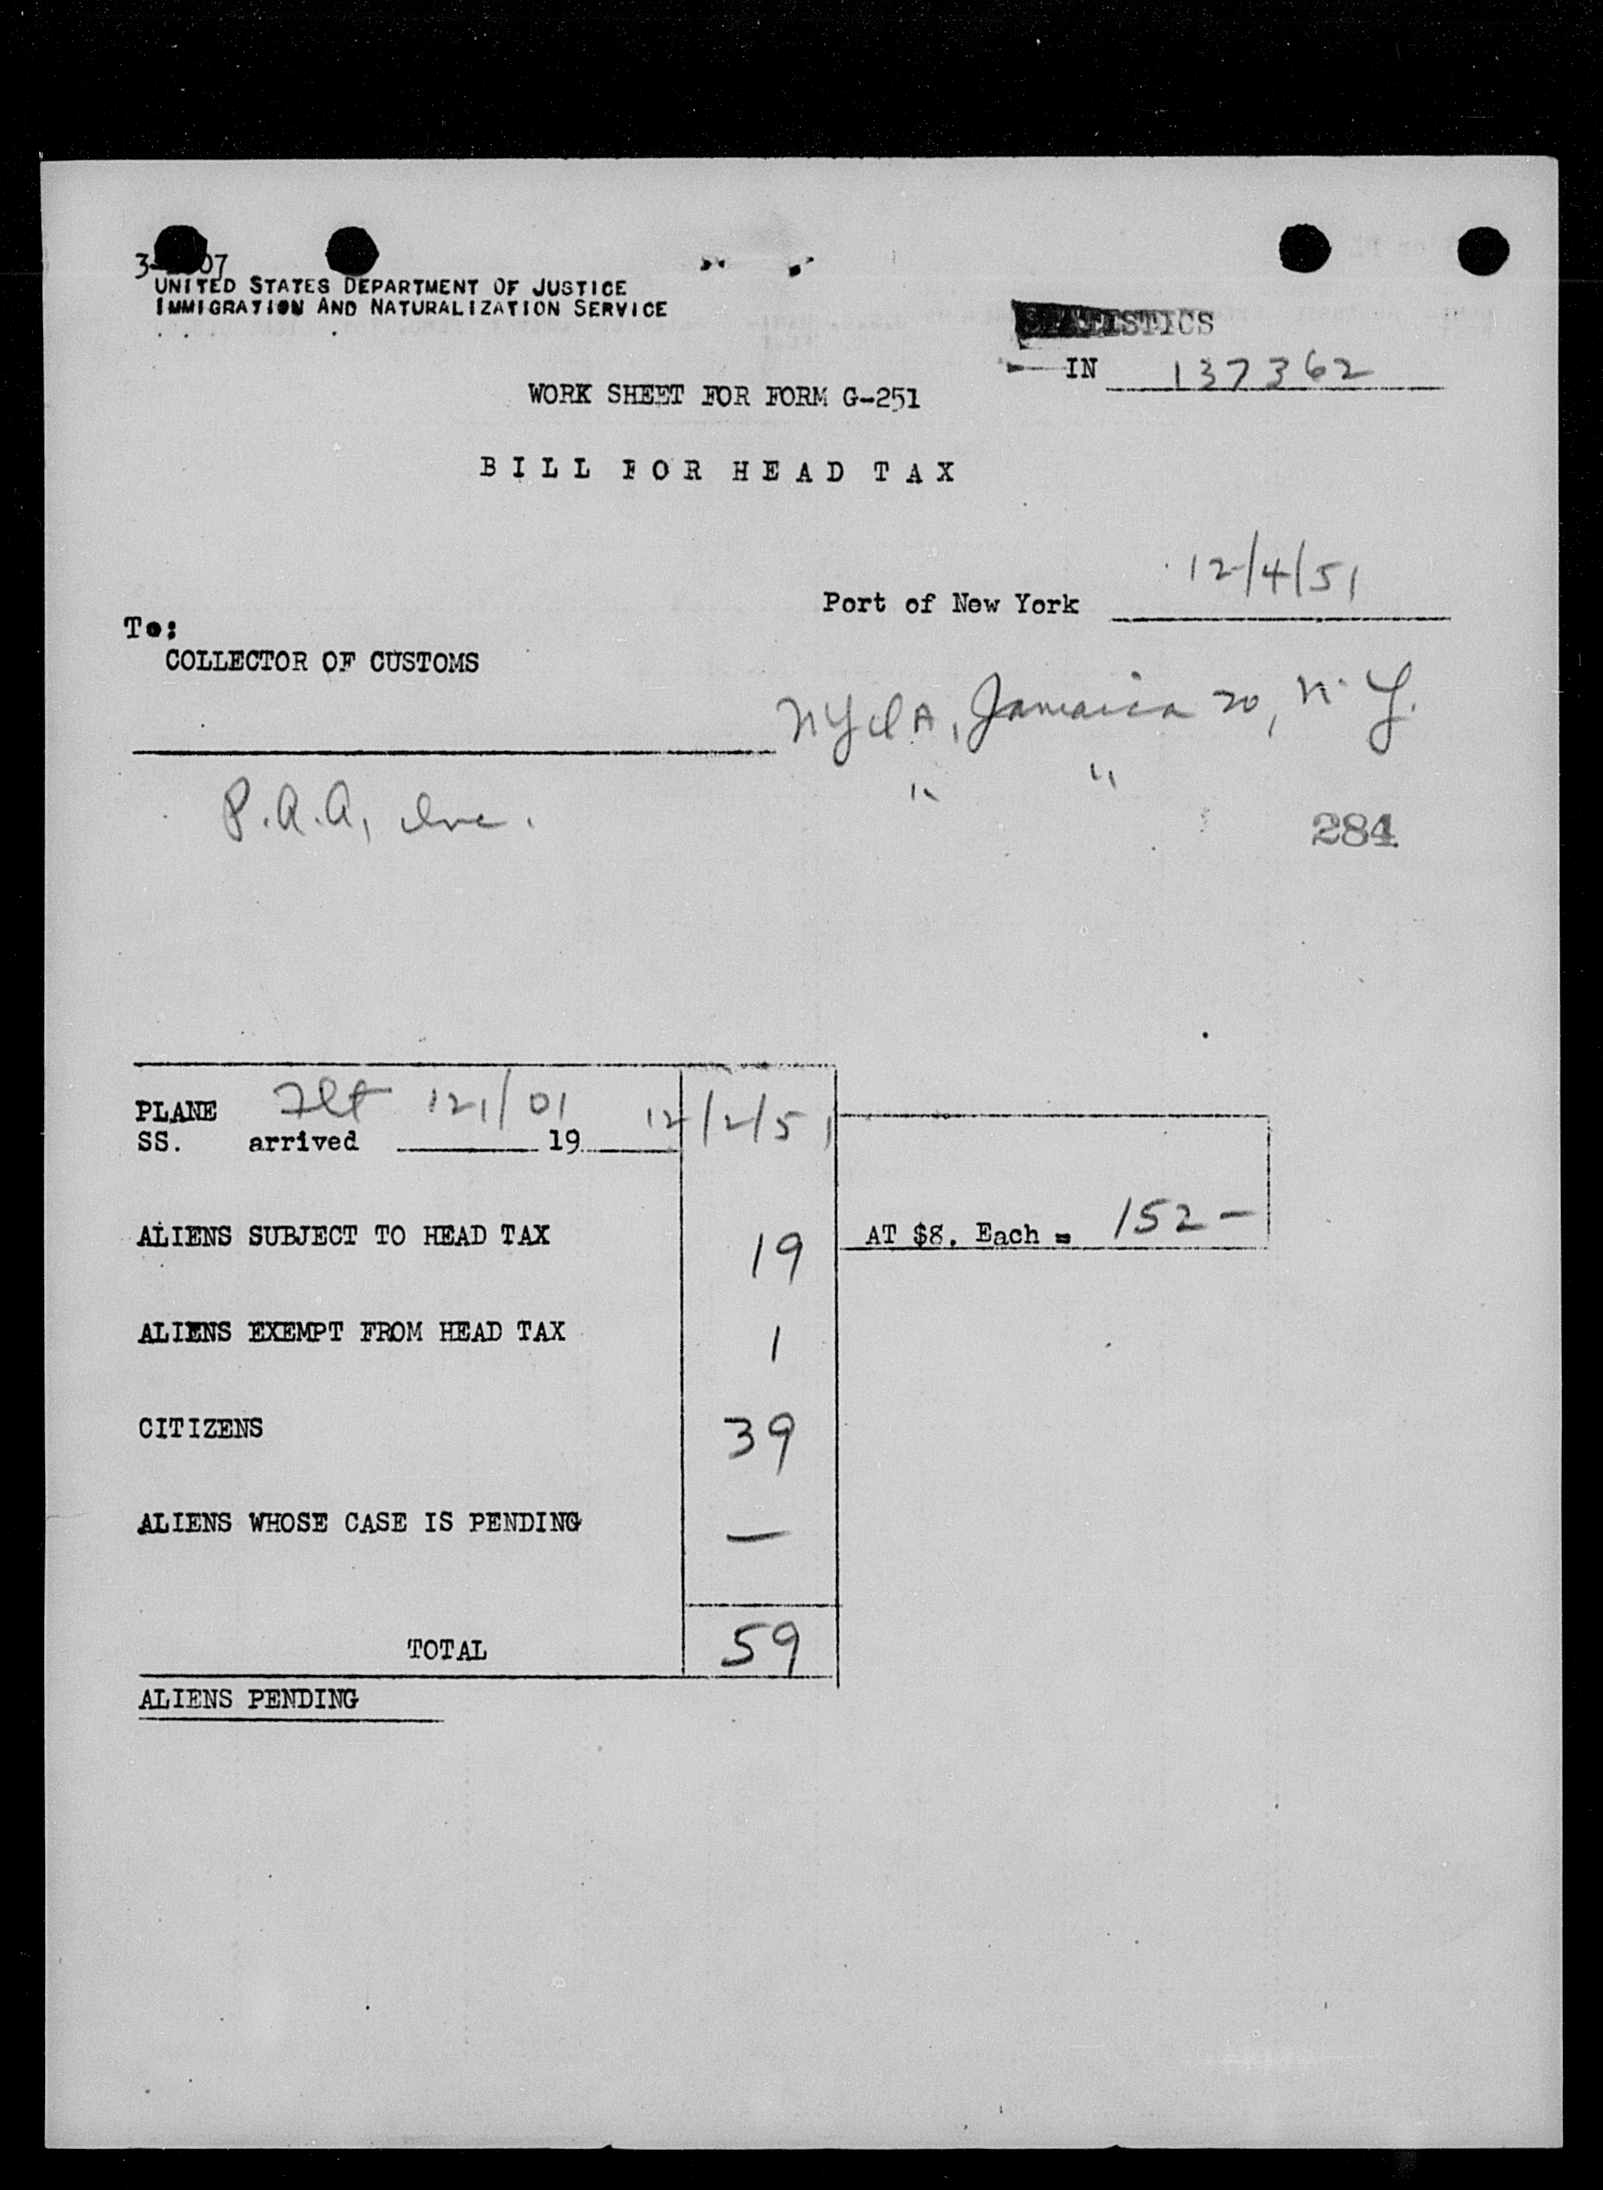 UNITED STATES DEPARTMENT OF JUSTICE
IMMIGRATION AND NATURALIZATION SERVICE
STATISTICS
IN 137362
WORK SHEET FOR FORM G-251
BILL FOR HEAD TAX
12/4/51
Port of New York
To:
COLLECTOR OF CUSTOMS
NYIA, Jamaica 20, N.Y.
" "
P.A.A, Inc.
284
PLANE Flt 121/01 12/2/51
SS. arrived 19
ALIENS SUBJECT TO HEAD TAX 19 AT $8. Each = 152-
ALIENS EXEMPT FROM HEAD TAX 1
CITIZENS 39
ALIENS WHOSE CASE IS PENDING —
TOTAL 59
ALIENS PENDING